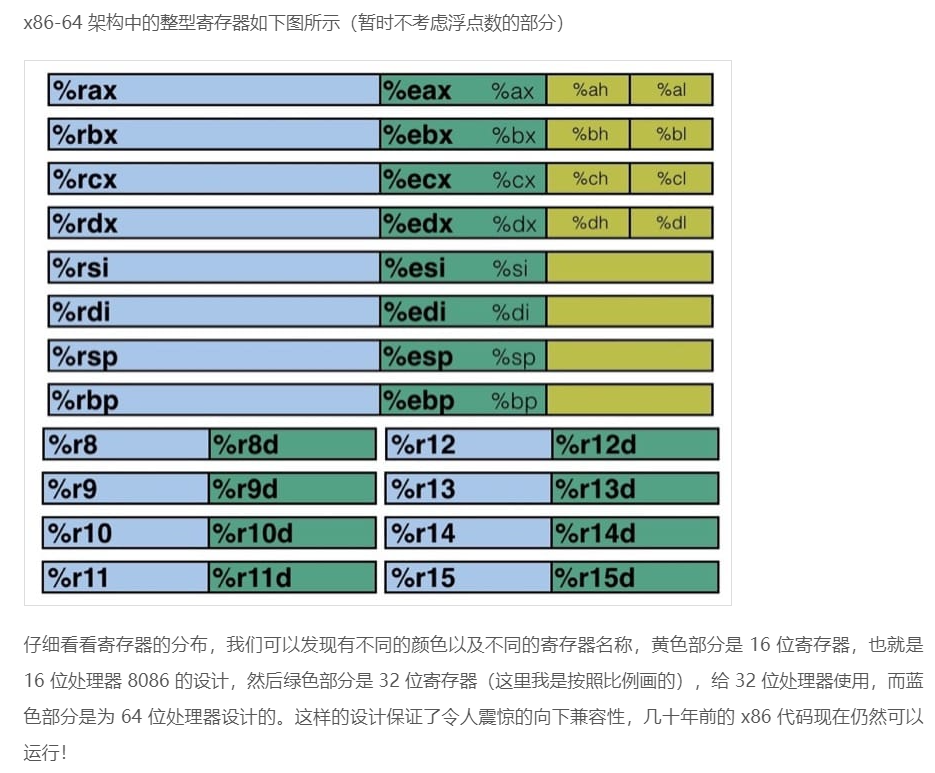 x86-64 架构中的整型寄存器如下图所示（暂时不考虑浮点数的部分）
%rax %eax %ax %ah %al
%rbx %ebx %bx %bh %bl
%rcx %ecx %cx %ch %cl
%rdx %edx %dx %dh %dl
%rsi %esi %si
%rdi %edi %di
%rsp %esp %sp
%rbp %ebp %bp
%r8 %r8d %r12 %r12d
%r9 %r9d %r13 %r13d
%r10 %r10d %r14 %r14d
%r11 %r11d %r15 %r15d
仔细看看寄存器的分布，我们可以发现有不同的颜色以及不同的寄存器名称，黄色部分是 16 位寄存器，也就是
16 位处理器 8086 的设计，然后绿色部分是 32 位寄存器（这里我是按照比例画的），给 32 位处理器使用，而蓝
色部分是为 64 位处理器设计的。这样的设计保证了令人震惊的向下兼容性，几十年前的 x86 代码现在仍然可以
运行！